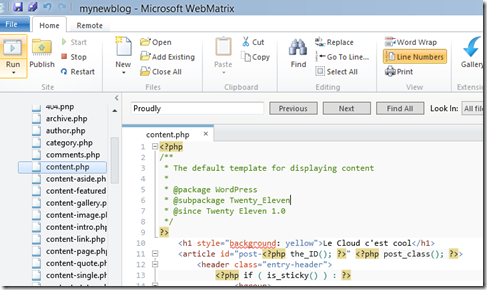 mynewblog - Microsoft WebMatrix
File
Home
Remote
Run
Publish
Start
Stop
Restart
Site
New
Open
Add Existing
Close All
Files
Paste
Cut
Copy
Clipboard
Find
Replace
Go To Line...
Select All
Editing
Word Wrap
Line Numbers
Print
View
Gallery
Extensi
404.php
archive.php
author.php
category.php
comments.php
content.php
content-aside.php
content-featured
content-gallery.p
content-image.pl
content-intro.php
content-link.php
content-page.php
content-quote.ph
content-single.ph
Proudly
Previous
Next
Find All
Look In:
All file
content.php
1 <?php
2 /**
3 * The default template for displaying content
4 *
5 * @package WordPress
6 * @subpackage Twenty_Eleven
7 * @since Twenty Eleven 1.0
8 */
9 ?>
10 <h1 style="background: yellow">Le Cloud c'est cool</h1>
11 <article id="post-<?php the_ID(); ?>" <?php post_class(); ?>
12 <header class="entry-header">
13 <?php if ( is_sticky() ) : ?>
<hgroup>